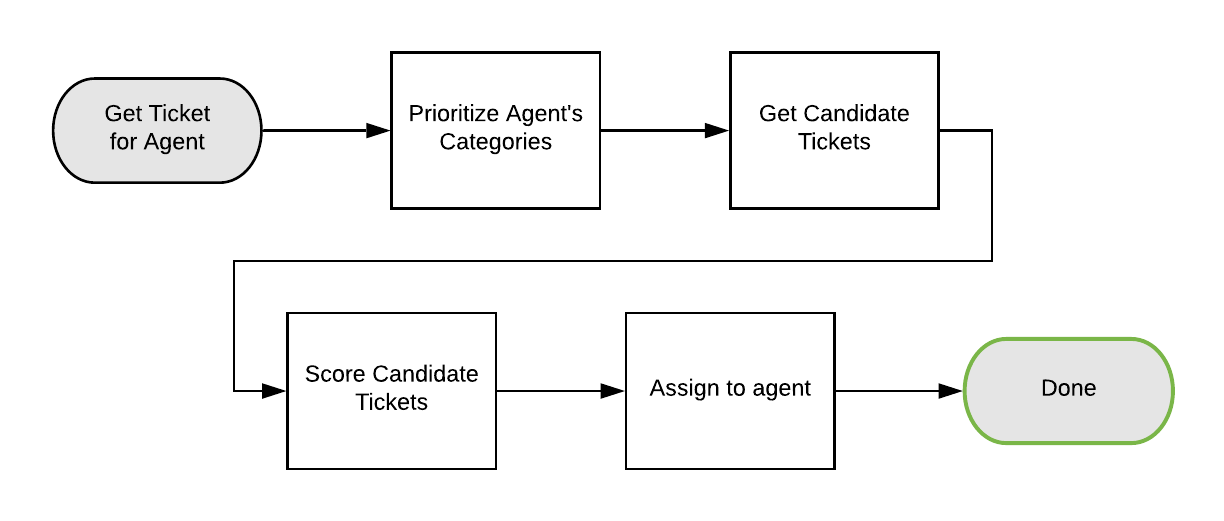 Get Ticket
for Agent
Prioritize Agent's
Categories
Get Candidate
Tickets
Score Candidate
Tickets
Assign to agent
Done